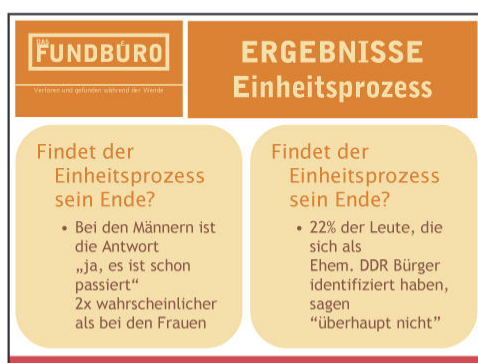 DAS
FUNDBÜRO
Verloren und gefunden während der Wende
ERGEBNISSE
Einheitsprozess
Findet der
Einheitsprozess
sein Ende?
• Bei den Männern ist
die Antwort
„ja, es ist schon
passiert“
2x wahrscheinlicher
als bei den Frauen
Findet der
Einheitsprozess
sein Ende?
• 22% der Leute, die
sich als
Ehem. DDR Bürger
identifiziert haben,
sagen
“überhaupt nicht”